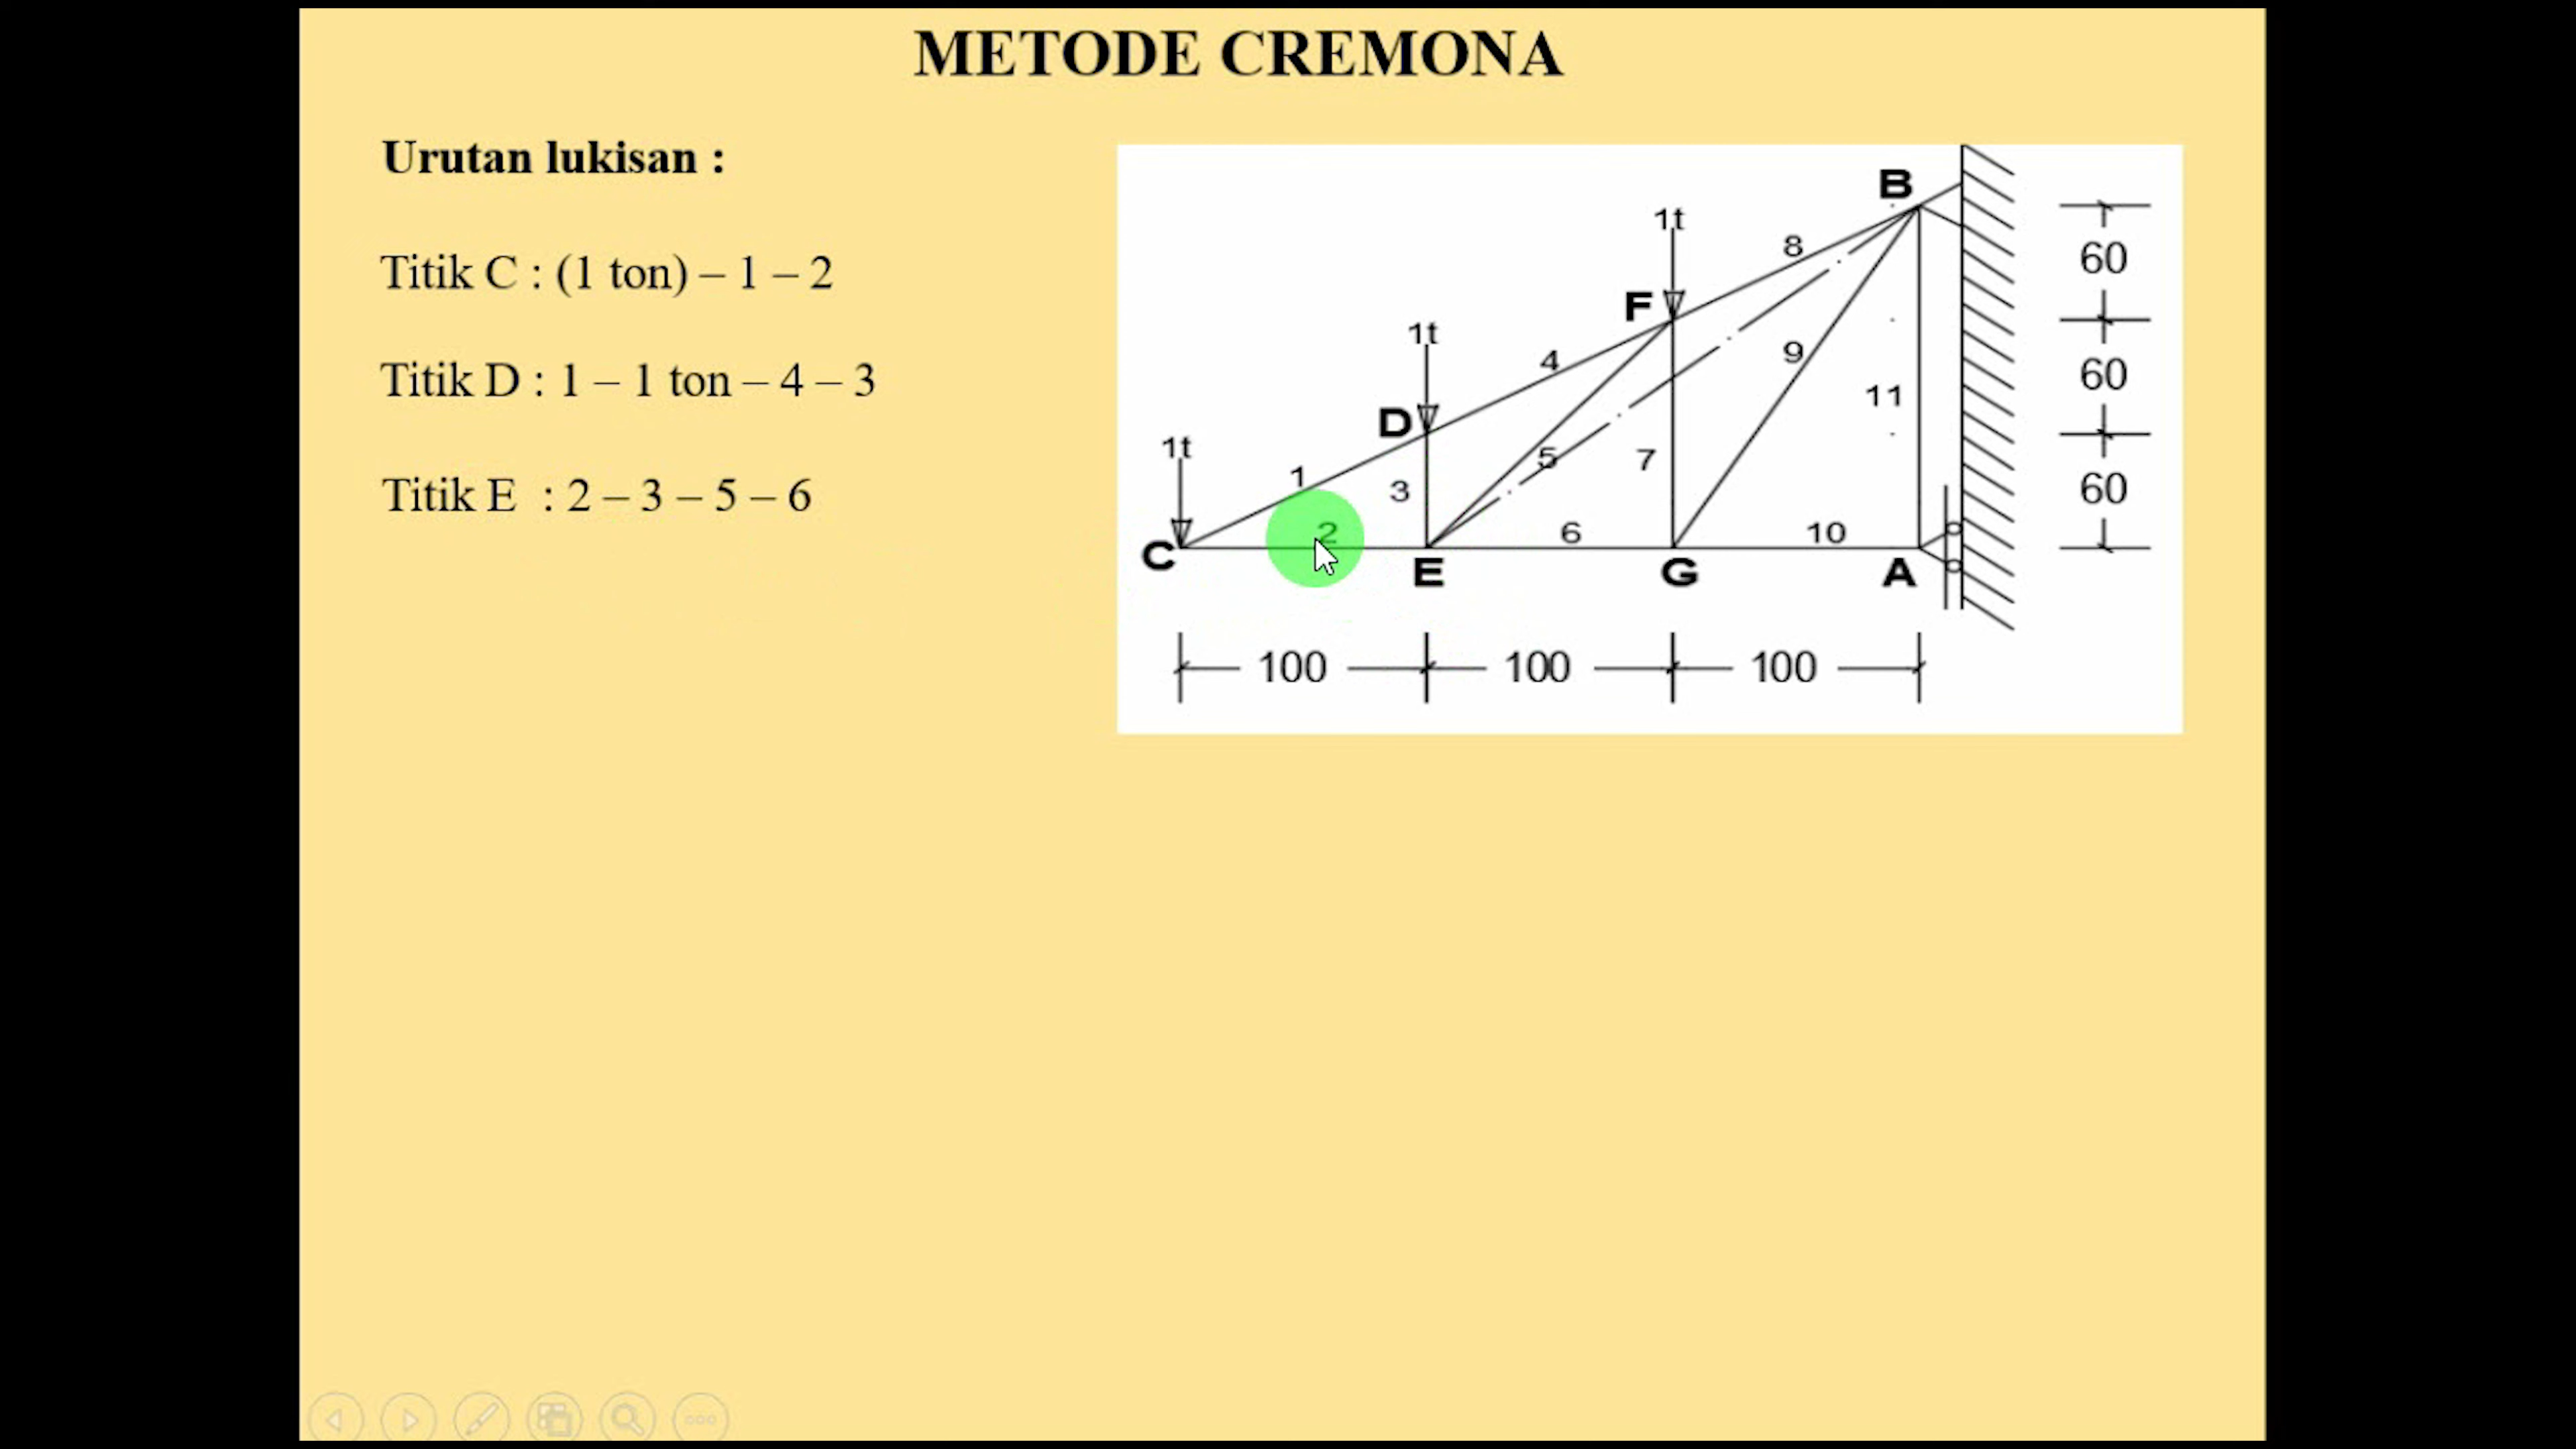 METODE CREMONA
Urutan lukisan :
Titik C : (1 ton) – 1 – 2
Titik D : 1 – 1 ton – 4 – 3
Titik E : 2 – 3 – 5 – 6
B
1t
8
60
F
1t
4
9
60
11
D
1t
5
7
1
3
60
2
6
10
C
E
G
A
100
100
100